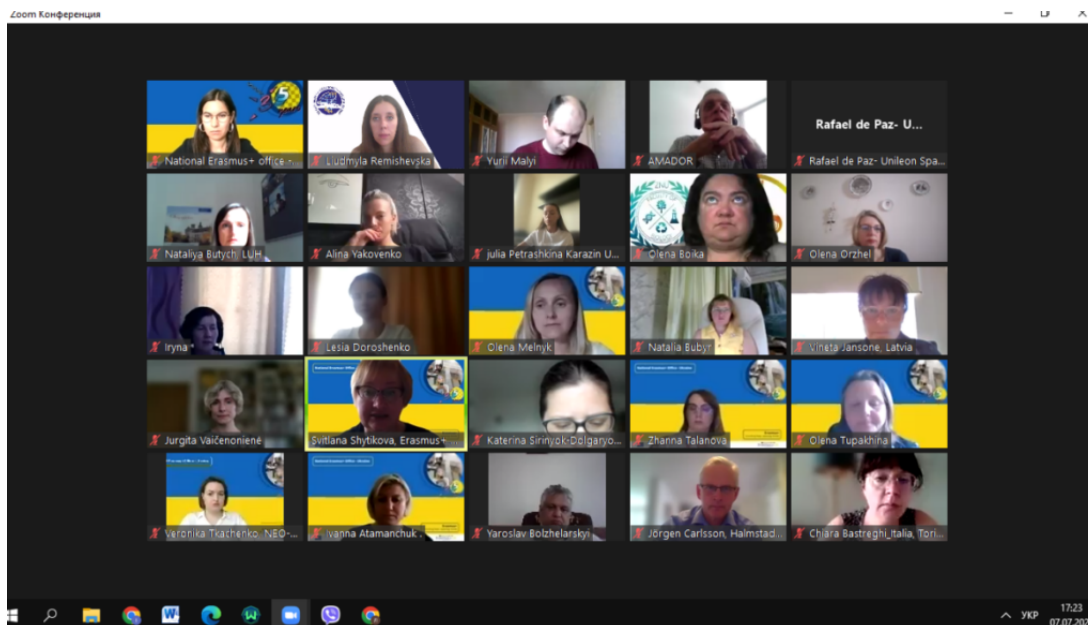 Zoom Конференция
5
National Erasmus+ office -
Liudmyla Remishevska
Yurii Malyi
AMADOR
Rafael de Paz- U...
Rafael de Paz- Unileon Spa...
Nataliya Butych, LUH
Alina Yakovenko
julia Petrashkina Karazin U...
Olena Boika
Olena Orzhel
Iryna
Lesia Doroshenko
Olena Melnyk
Natalia Bubyr
Vineta Jansone, Latvia
Jurgita Vaičenonienė
Svitlana Shytikova, Erasmus+
Katerina Sirinyok-Dolgaryo...
Zhanna Talanova
Olena Tupakhina
Veronika Tkachenko, NEO-...
Ivanna Atamanchuk
Yaroslav Bolzhelarskyi
Jörgen Carlsson, Halmstad...
Chiara Bastreghi_Italia, Tori...
УКР
17:23